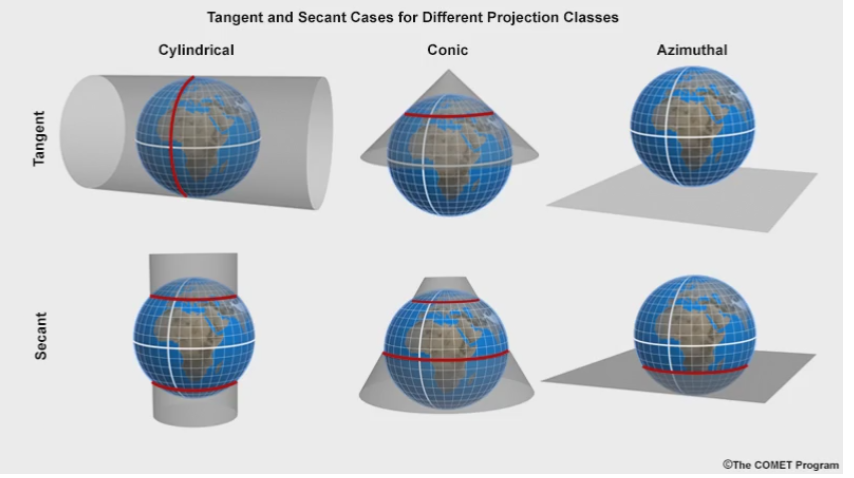 Tangent and Secant Cases for Different Projection Classes
Cylindrical
Conic
Azimuthal
Tangent
Secant
©The COMET Program